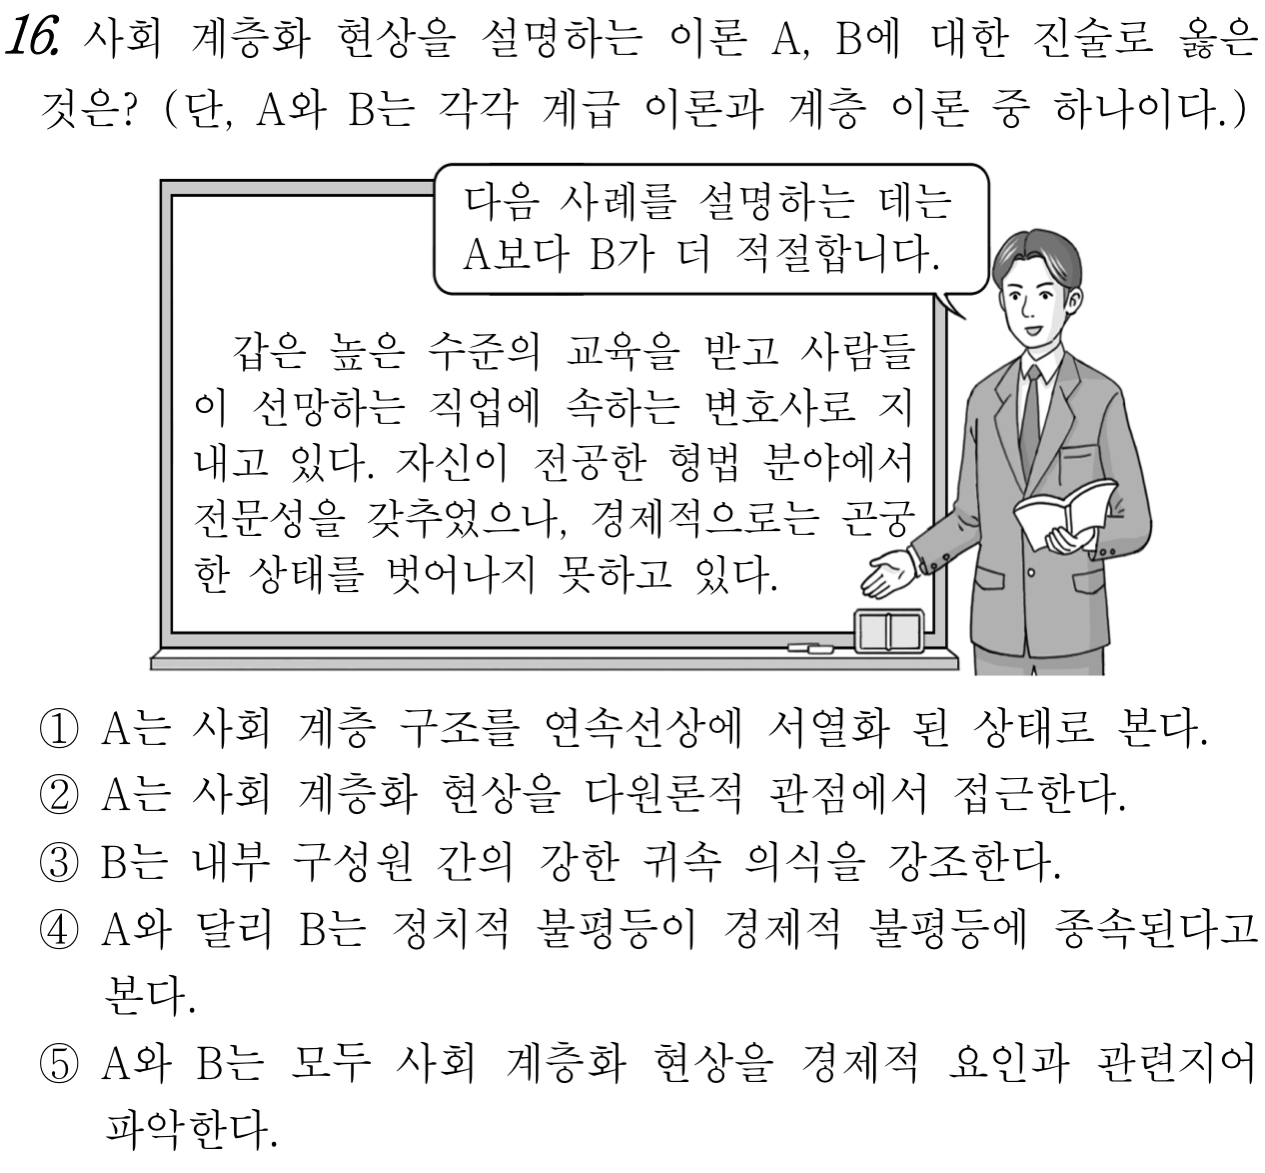 16. 사회 계층화 현상을 설명하는 이론 A, B에 대한 진술로 옳은
것은? (단, A와 B는 각각 계급 이론과 계층 이론 중 하나이다.)
다음 사례를 설명하는 데는
A보다 B가 더 적절합니다.
갑은 높은 수준의 교육을 받고 사람들
이 선망하는 직업에 속하는 변호사로 지
내고 있다. 자신이 전공한 형법 분야에서
전문성을 갖추었으나, 경제적으로는 곤궁
한 상태를 벗어나지 못하고 있다.
① A는 사회 계층 구조를 연속선상에 서열화 된 상태로 본다.
② A는 사회 계층화 현상을 다원론적 관점에서 접근한다.
③ B는 내부 구성원 간의 강한 귀속 의식을 강조한다.
④ A와 달리 B는 정치적 불평등이 경제적 불평등에 종속된다고
본다.
⑤ A와 B는 모두 사회 계층화 현상을 경제적 요인과 관련지어
파악한다.